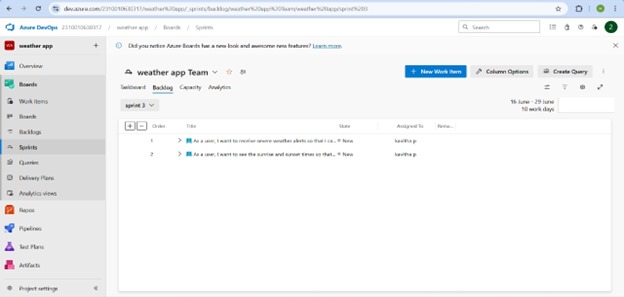 dev.azure.com/2310010630317/weather%20app/_sprints/backlog/weather%20app%20Team/weather%20app/sprint%203
Azure DevOps 2310010630317 / weather app / Boards / Sprints Search
weather app +
Did you notice Azure Boards has a new look and awesome new features? Learn more.
Overview
Boards
Work items
Boards
Backlogs
Sprints
Queries
Delivery Plans
Analytics views
Repos
Pipelines
Test Plans
Artifacts
Project settings
weather app Team
+ New Work Item Column Options Create Query
Taskboard Backlog Capacity Analytics
sprint 3
16 June - 29 June
10 work days
Order Title State Assigned To Rema...
1 As a user, I want to receive severe weather alerts so that I ca... New kavitha p
2 As a user, I want to see the sunrise and sunset times so that... New kavitha p